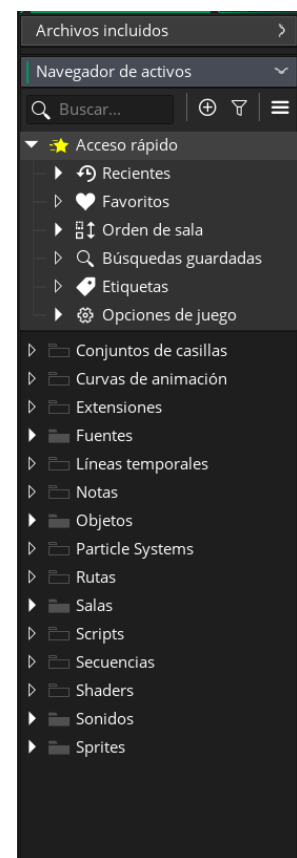 Archivos incluidos
Navegador de activos
Buscar...
Acceso rápido
Recientes
Favoritos
Orden de sala
Búsquedas guardadas
Etiquetas
Opciones de juego
Conjuntos de casillas
Curvas de animación
Extensiones
Fuentes
Líneas temporales
Notas
Objetos
Particle Systems
Rutas
Salas
Scripts
Secuencias
Shaders
Sonidos
Sprites